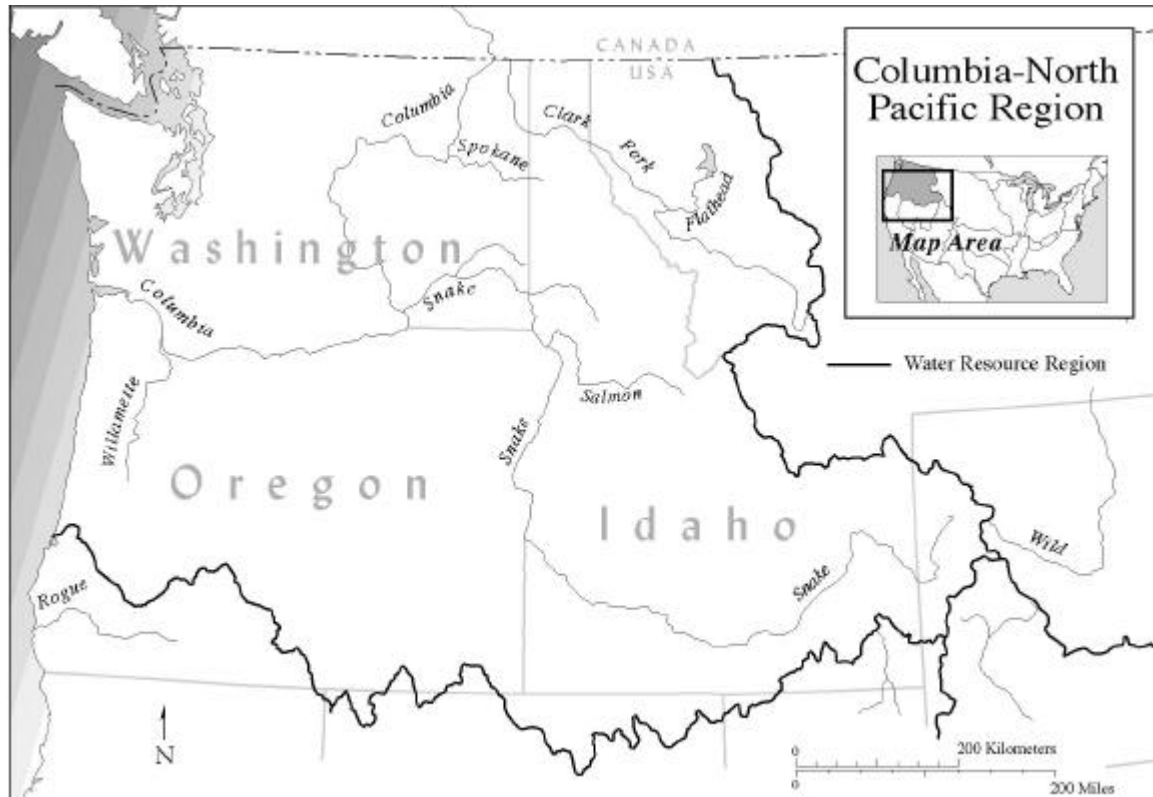 CANADA
USA
Columbia-North
Pacific Region
Map Area
Water Resource Region
Columbia
Clark
Fork
Spokane
Flalhead
Washington
Snake
Columbia
Willamette
Salmon
Snake
Oregon
Idaho
Snake
Wild
Rogue
N
0
200 Kilometers
0
200 Miles